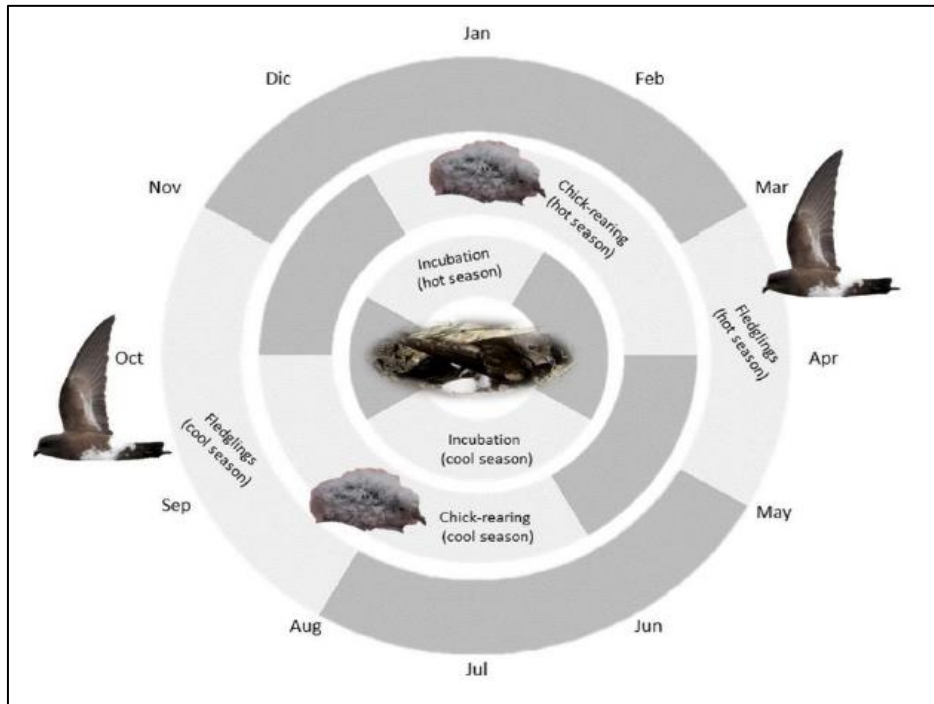 Jan
Dic
Feb
Nov
Mar
Chick-rearing
(hot season)
Incubation
(hot season)
Fledglings
(hot season)
Oct
Apr
Fledglings
(cool season)
Incubation
(cool season)
Sep
May
Chick-rearing
(cool season)
Aug
Jun
Jul